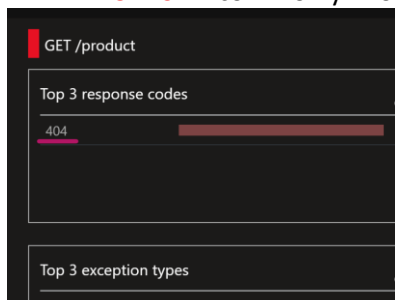 GET /product
Top 3 response codes
404
Top 3 exception types